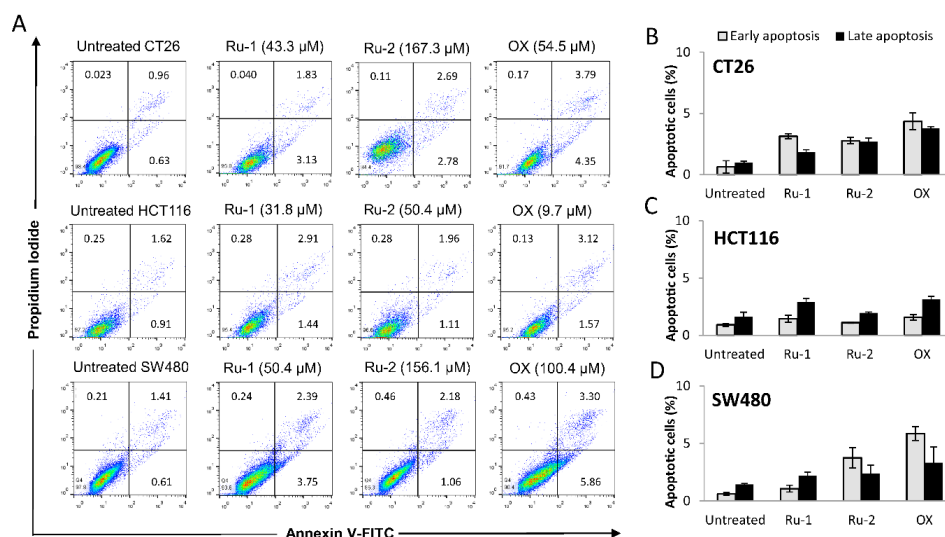 A
Untreated CT26 Ru-1 (43.3 µM) Ru-2 (167.3 µM) OX (54.5 µM)
0.023 0.96 0.040 1.83 0.11 2.69 0.17 3.79
0.63 3.13 2.78 4.35
Untreated HCT116 Ru-1 (31.8 µM) Ru-2 (50.4 µM) OX (9.7 µM)
0.25 1.62 0.28 2.91 0.28 1.96 0.13 3.12
0.91 1.44 1.11 1.57
Untreated SW480 Ru-1 (50.4 µM) Ru-2 (156.1 µM) OX (100.4 µM)
0.21 1.41 0.24 2.39 0.46 2.18 0.43 3.30
0.61 3.75 1.06 5.86
Propidium Iodide
Annexin V-FITC
B
Early apoptosis Late apoptosis
CT26
Apoptotic cells (%)
10
5
0
Untreated Ru-1 Ru-2 OX
C
HCT116
Apoptotic cells (%)
10
5
0
Untreated Ru-1 Ru-2 OX
D
SW480
Apoptotic cells (%)
10
5
0
Untreated Ru-1 Ru-2 OX